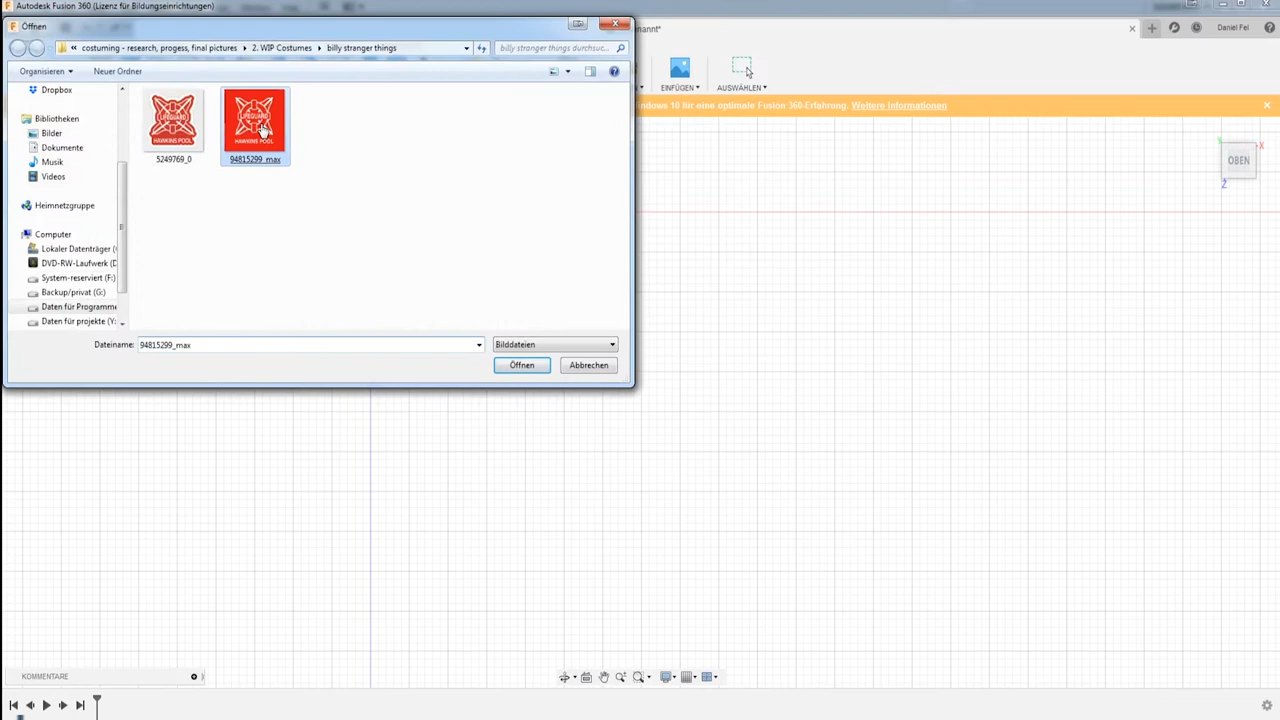 Autodesk Fusion 360 (Lizenz für Bildungseinrichtungen)
Öffnen
nannt*
Daniel Fel
« costuming - research, progess, final pictures ▸ 2. WIP Costumes ▸ billy stranger things
billy stranger things durchsuc...
Organisieren
Neuer Ordner
EINFÜGEN
AUSWÄHLEN
ndows 10 für eine optimale Fusion 360-Erfahrung. Weitere Informationen
Dropbox
Bibliotheken
Bilder
Dokumente
Musik
Videos
Heimnetzgruppe
Computer
Lokaler Datenträger (
DVD-RW-Laufwerk (D
System-reserviert (F:)
Backup/privat (G:)
Daten für Programme
Daten für projekte (Y:
LIFEGUARD
HAWKINS POOL
5249769_0
LIFEGUARD
HAWKINS POOL
94815299_max
Y
X
OBEN
Z
Dateiname:
94815299_max
Bilddateien
Öffnen
Abbrechen
KOMMENTARE